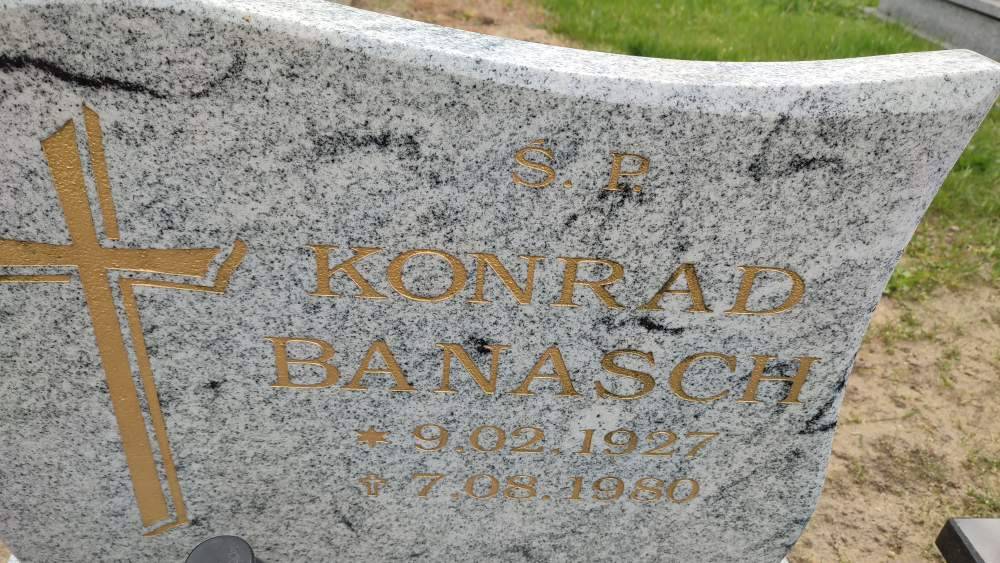 Ś. P.
KONRAD
BANASCH
* 9.02.1927
✝ 7.08.1980